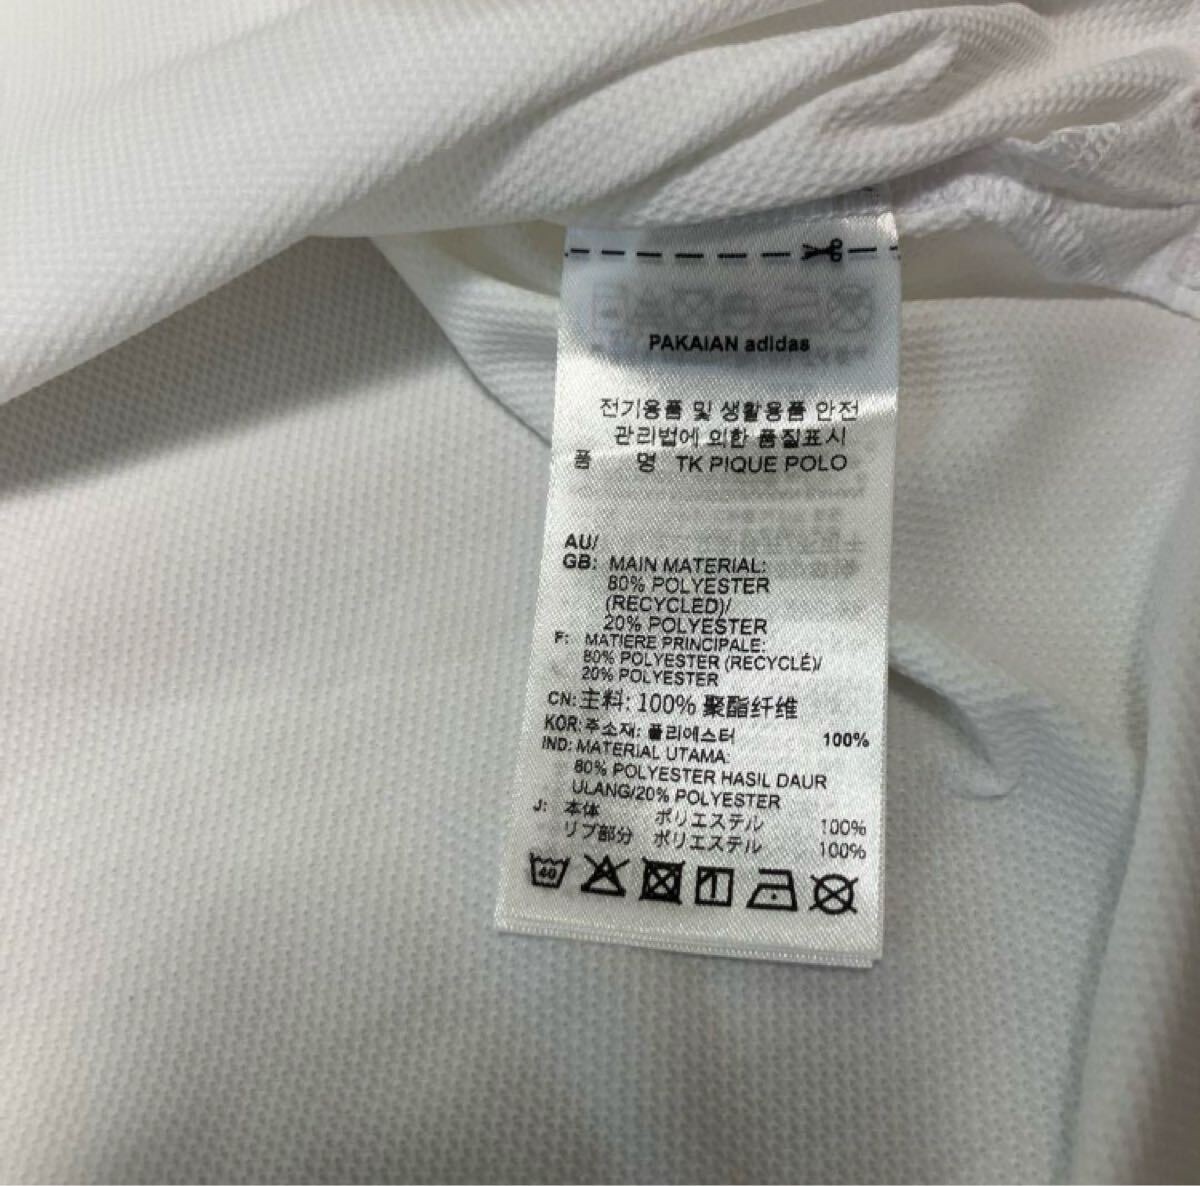 PAKAIAN adidas
전기용품 및 생활용품 안전
관리법에 의한 품질표시
품 명 TK PIQUE POLO
AU/
GB: MAIN MATERIAL:
80% POLYESTER
(RECYCLED)/
20% POLYESTER
F: MATIERE PRINCIPALE:
80% POLYESTER (RECYCLÉ)/
20% POLYESTER
CN: 主料: 100% 聚酯纤维
KOR: 주소재: 폴리에스터 100%
IND: MATERIAL UTAMA:
80% POLYESTER HASIL DAUR
ULANG/20% POLYESTER
J: 本体 ポリエステル 100%
リブ部分 ポリエステル 100%
40